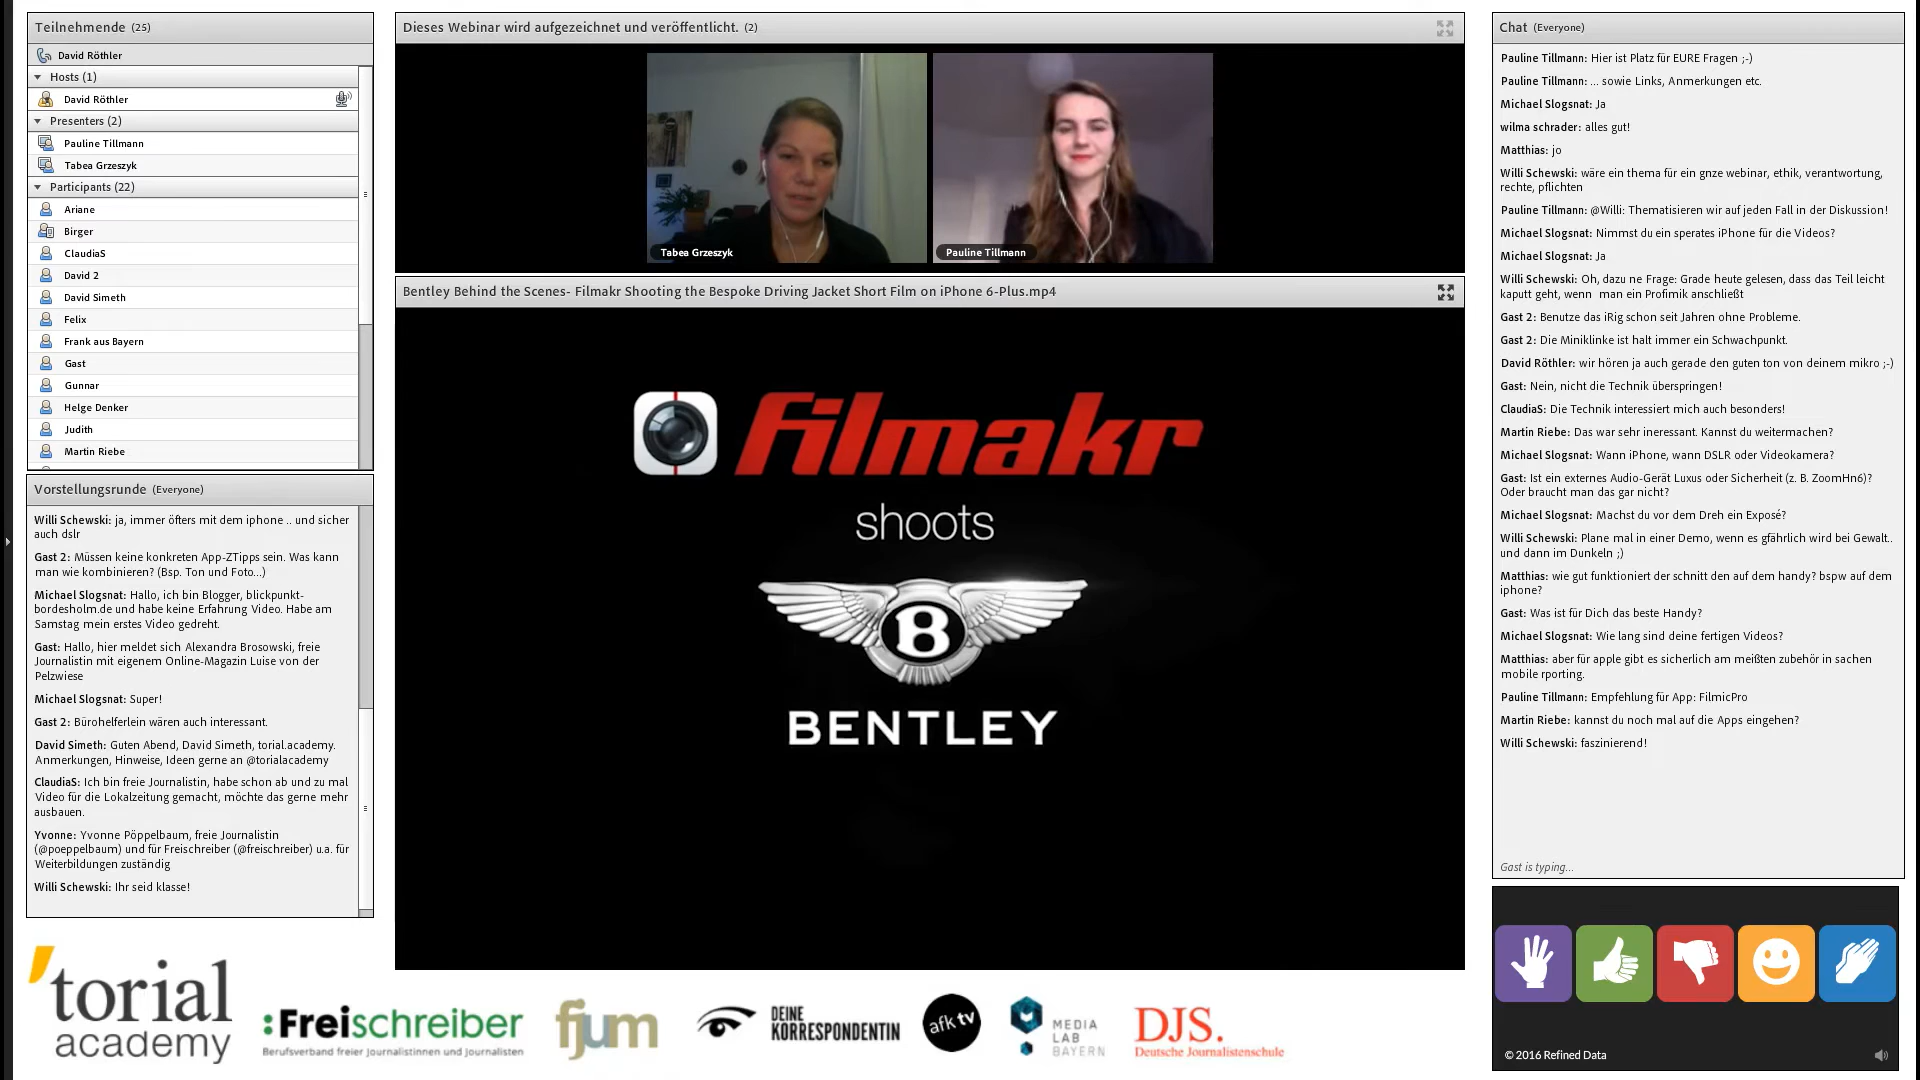 Teilnehmende (25)
David Röthler
Hosts (1)
David Röthler
Presenters (2)
Pauline Tillmann
Tabea Grzeszyk
Participants (22)
Ariane
Birger
ClaudiaS
David 2
David Simeth
Felix
Frank aus Bayern
Gast
Gunnar
Helge Denker
Judith
Martin Riebe
Vorstellungsrunde (Everyone)
Willi Schewski: ja, immer öfters mit dem iphone .. und sicher
auch dslr
Gast 2: Müssen keine konkreten App-ZTipps sein. Was kann
man wie kombinieren? (Bsp. Ton und Foto...)
Michael Slogsnat: Hallo, ich bin Blogger, blickpunkt-
bordesholm.de und habe keine Erfahrung Video. Habe am
Samstag mein erstes Video gedreht.
Gast: Hallo, hier meldet sich Alexandra Brosowski, freie
Journalistin mit eigenem Online-Magazin Luise von der
Pelzwiese
Michael Slogsnat: Super!
Gast 2: Bürohelferlein wären auch interessant.
David Simeth: Guten Abend, David Simeth, torial.academy.
Anmerkungen, Hinweise, Ideen gerne an @torialacademy
ClaudiaS: Ich bin freie Journalistin, habe schon ab und zu mal
Video für die Lokalzeitung gemacht, möchte das gerne mehr
ausbauen.
Yvonne: Yvonne Pöppelbaum, freie Journalistin
(@poeppelbaum) und für Freischreiber (@freischreiber) u.a. für
Weiterbildungen zuständig
Willi Schewski: Ihr seid klasse!
Dieses Webinar wird aufgezeichnet und veröffentlicht. (2)
Tabea Grzeszyk
Pauline Tillmann
Bentley Behind the Scenes- Filmakr Shooting the Bespoke Driving Jacket Short Film on iPhone 6-Plus.mp4
filmakr
shoots
B
BENTLEY
Chat (Everyone)
Pauline Tillmann: Hier ist Platz für EURE Fragen ;-)
Pauline Tillmann: ... sowie Links, Anmerkungen etc.
Michael Slogsnat: Ja
wilma schrader: alles gut!
Matthias: jo
Willi Schewski: wäre ein thema für ein gnze webinar, ethik, verantwortung,
rechte, pflichten
Pauline Tillmann: @Willi: Thematisieren wir auf jeden Fall in der Diskussion!
Michael Slogsnat: Nimmst du ein sperates iPhone für die Videos?
Michael Slogsnat: Ja
Willi Schewski: Oh, dazu ne Frage: Grade heute gelesen, dass das Teil leicht
kaputt geht, wenn man ein Profimik anschließt
Gast 2: Benutze das iRig schon seit Jahren ohne Probleme.
Gast 2: Die Miniklinke ist halt immer ein Schwachpunkt.
David Röthler: wir hören ja auch gerade den guten ton von deinem mikro ;-)
Gast: Nein, nicht die Technik überspringen!
ClaudiaS: Die Technik interessiert mich auch besonders!
Martin Riebe: Das war sehr ineressant. Kannst du weitermachen?
Michael Slogsnat: Wann iPhone, wann DSLR oder Videokamera?
Gast: Ist ein externes Audio-Gerät Luxus oder Sicherheit (z. B. ZoomHn6)?
Oder braucht man das gar nicht?
Michael Slogsnat: Machst du vor dem Dreh ein Exposé?
Willi Schewski: Plane mal in einer Demo, wenn es gfährlich wird bei Gewalt..
und dann im Dunkeln ;)
Matthias: wie gut funktioniert der schnitt den auf dem handy? bspw auf dem
iphone?
Gast: Was ist für Dich das beste Handy?
Michael Slogsnat: Wie lang sind deine fertigen Videos?
Matthias: aber für apple gibt es sicherlich am meißten zubehör in sachen
mobile rporting.
Pauline Tillmann: Empfehlung für App: FilmicPro
Martin Riebe: kannst du noch mal auf die Apps eingehen?
Willi Schewski: faszinierend!
Gast is typing...
© 2016 Refined Data
'torial
academy
:Freischreiber
Berufsverband freier Journalistinnen und Journalisten
fjum
DEINE
KORRESPONDENTIN
afk tv
MEDIA
LAB
BAYERN
DJS.
Deutsche Journalistenschule